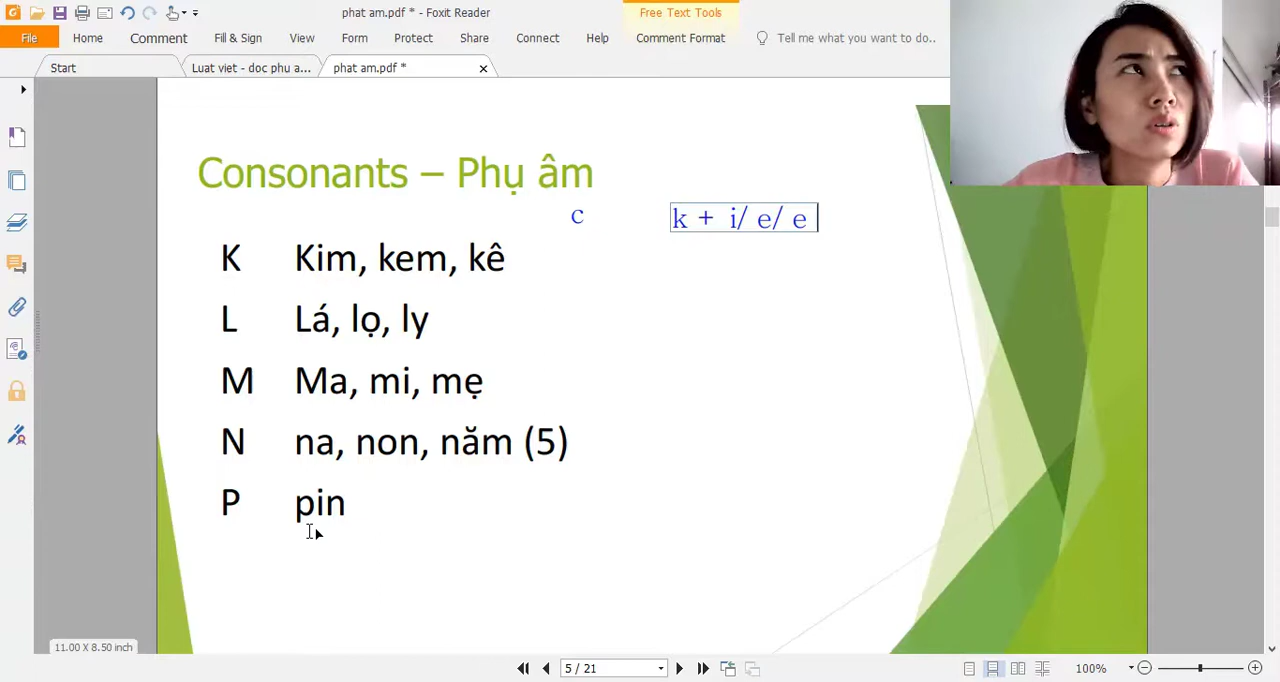 phat am.pdf * - Foxit Reader
Free Text Tools
File Home Comment Fill & Sign View Form Protect Share Connect Help Comment Format Tell me what you want to do..
Start Luat viet - doc phu a... phat am.pdf *
Consonants – Phụ âm
c k + i/ e/ e
K Kim, kem, kê
L Lá, lọ, ly
M Ma, mi, mẹ
N na, non, năm (5)
P pin
11.00 x 8.50 inch
5 / 21
100%